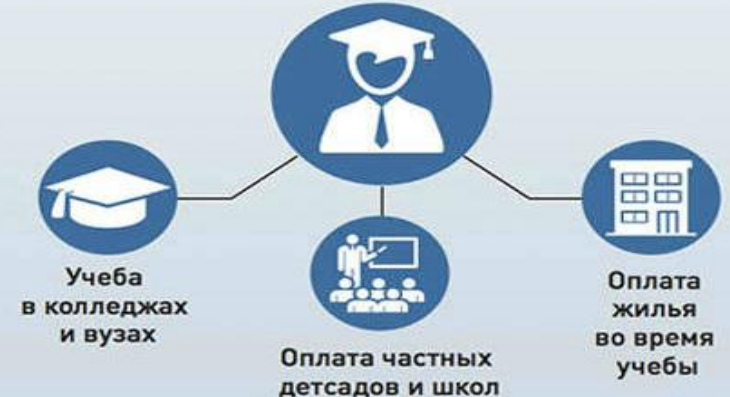 Учеба
в колледжах
и вузах
Оплата частных
детсадов и школ
Оплата
жилья
во время
учебы